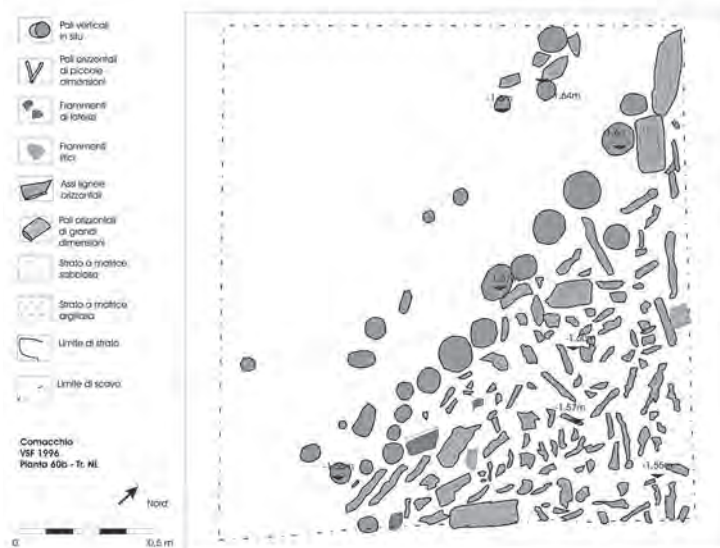 Pali verticali
in situ
Pali orizzontali
di piccole
dimensioni
Frammenti
di laterizi
Frammenti
litici
Assi lignee
orizzontali
Pali orizzontali
di grandi
dimensioni
Strato a matrice
sabbiosa
Strato a matrice
argillosa
Limite di strato
Limite di scavo
Comacchio
VSF 1996
Pianta 60b - Tr. NI.
Nord
0
0,5 m
-1.64m
-1.57m
-1.55m